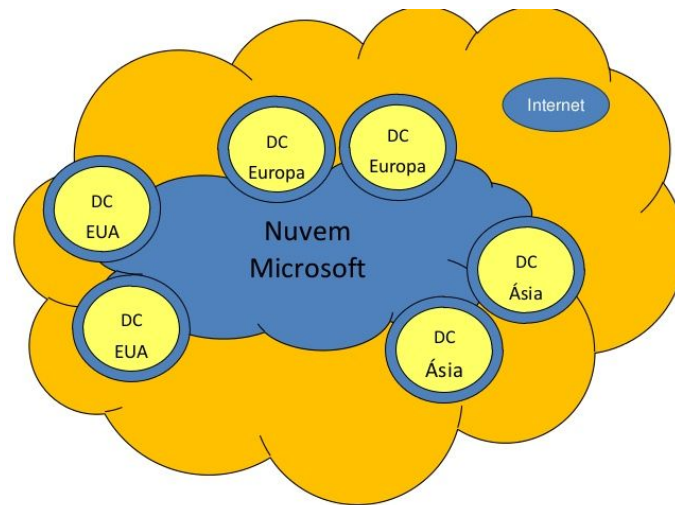 Internet
DC
Europa
DC
Europa
DC
EUA
Nuvem
Microsoft
DC
Ásia
DC
EUA
DC
Ásia